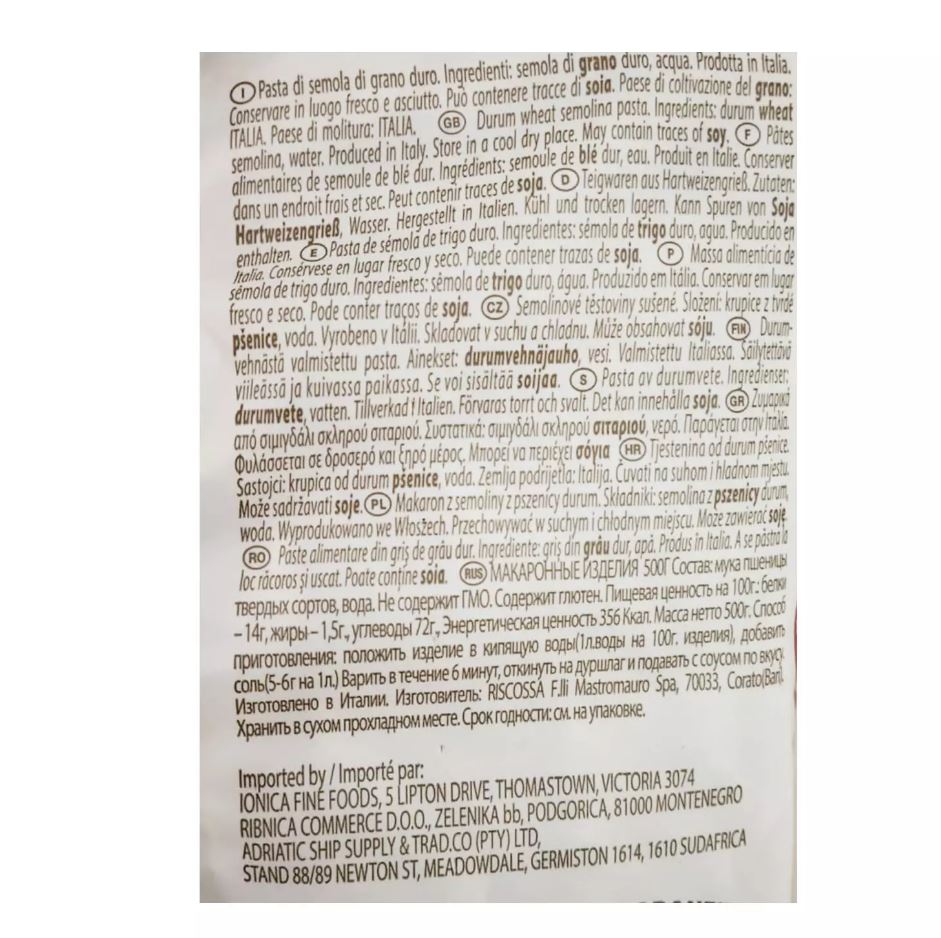 I Pasta di semola di grano duro. Ingredienti: semola di grano duro, acqua. Prodotta in Italia.
Conservare in luogo fresco e asciutto. Può contenere tracce di soia. Paese di coltivazione del grano:
ITALIA. Paese di molitura: ITALIA. GB Durum wheat semolina pasta. Ingredients: durum wheat
semolina, water. Produced in Italy. Store in a cool dry place. May contain traces of soy. F Pâtes
alimentaires de semoule de blé dur. Ingrédients: semoule de blé dur, eau. Produit en Italie. Conserver
dans un endroit frais et sec. Peut contenir traces de soja. D Teigwaren aus Hartweizengrieß. Zutaten:
Hartweizengrieß, Wasser. Hergestellt in Italien. Kühl und trocken lagern. Kann Spuren von Soja
enthalten. E Pasta de sémola de trigo duro. Ingredientes: sémola de trigo duro, agua. Producido en
Italia. Consérvese en lugar fresco y seco. Puede contener trazas de soja. P Massa alimentícia de
sêmola de trigo duro. Ingredientes: sêmola de trigo duro, água. Produzido em Itália. Conservar em lugar
fresco e seco. Pode conter traços de soja. CZ Semolinové těstoviny sušené. Složení: krupice z tvrdé
pšenice, voda. Vyrobeno v Itálii. Skladovat v suchu a chladnu. Může obsahovat sóju. FIN Durum-
vehnästä valmistettu pasta. Ainekset: durumvehnäjauho, vesi. Valmistettu Italiassa. Säilytettävä
viileässä ja kuivassa paikassa. Se voi sisältää soijaa. S Pasta av durumvete. Ingredienser:
durumvete, vatten. Tillverkad i Italien. Förvaras torrt och svalt. Det kan innehålla soja. GR Ζυμαρικά
από σιμιγδάλι σκληρού σιταριού. Συστατικά: σιμιγδάλι σκληρού σιταριού, νερό. Παράγεται στην Ιταλία.
Φυλάσσεται σε δροσερό και ξηρό μέρος. Μπορεί να περιέχει σόγια HR Tjestenina od durum pšenice.
Sastojci: krupica od durum pšenice, voda. Zemlja podrijetla: Italija. Čuvati na suhom i hladnom mjestu.
Može sadržavati soje. PL Makaron z semoliny z pszenicy durum. Składniki: semolina z pszenicy durum,
woda. Wyprodukowano we Włoszech. Przechowywać w suchym i chłodnym miejscu. Może zawierać soję
RO Paste alimentare din griș de grâu dur. Ingrediente: griș din grâu dur, apă. Produs in Italia. A se păstra la
loc răcoros și uscat. Poate conține soia. RUS МАКАРОННЫЕ ИЗДЕЛИЯ 500Г Состав: мука пшеницы
твердых сортов, вода. Не содержит ГМО. Содержит глютен. Пищевая ценность на 100г.: белки
– 14г, жиры – 1,5г., углеводы 72г., Энергетическая ценность 356 Ккал. Масса нетто 500г. Способ
приготовления: положить изделие в кипящую воды(1л.воды на 100г. изделия), добавить
соль(5-6г на 1л.) Варить в течение 6 минут, откинуть на дуршлаг и подавать с соусом по вкусу.
Изготовлено в Италии. Изготовитель: RISCOSSA F.lli Mastromauro Spa, 70033, Corato(Bari).
Хранить в сухом прохладном месте. Срок годности: см. на упаковке.
Imported by / Importé par:
IONICA FINE FOODS, 5 LIPTON DRIVE, THOMASTOWN, VICTORIA 3074
RIBNICA COMMERCE D.O.O., ZELENIKA bb, PODGORICA, 81000 MONTENEGRO
ADRIATIC SHIP SUPPLY & TRAD.CO (PTY) LTD,
STAND 88/89 NEWTON ST, MEADOWDALE, GERMISTON 1614, 1610 SUDAFRICA